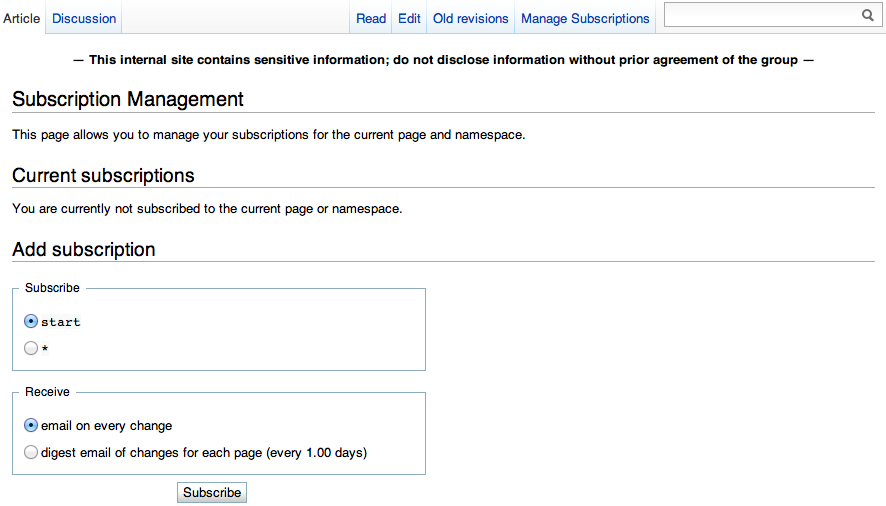 Article Discussion Read Edit Old revisions Manage Subscriptions
— This internal site contains sensitive information; do not disclose information without prior agreement of the group —
Subscription Management
This page allows you to manage your subscriptions for the current page and namespace.
Current subscriptions
You are currently not subscribed to the current page or namespace.
Add subscription
Subscribe
start
*
Receive
email on every change
digest email of changes for each page (every 1.00 days)
Subscribe